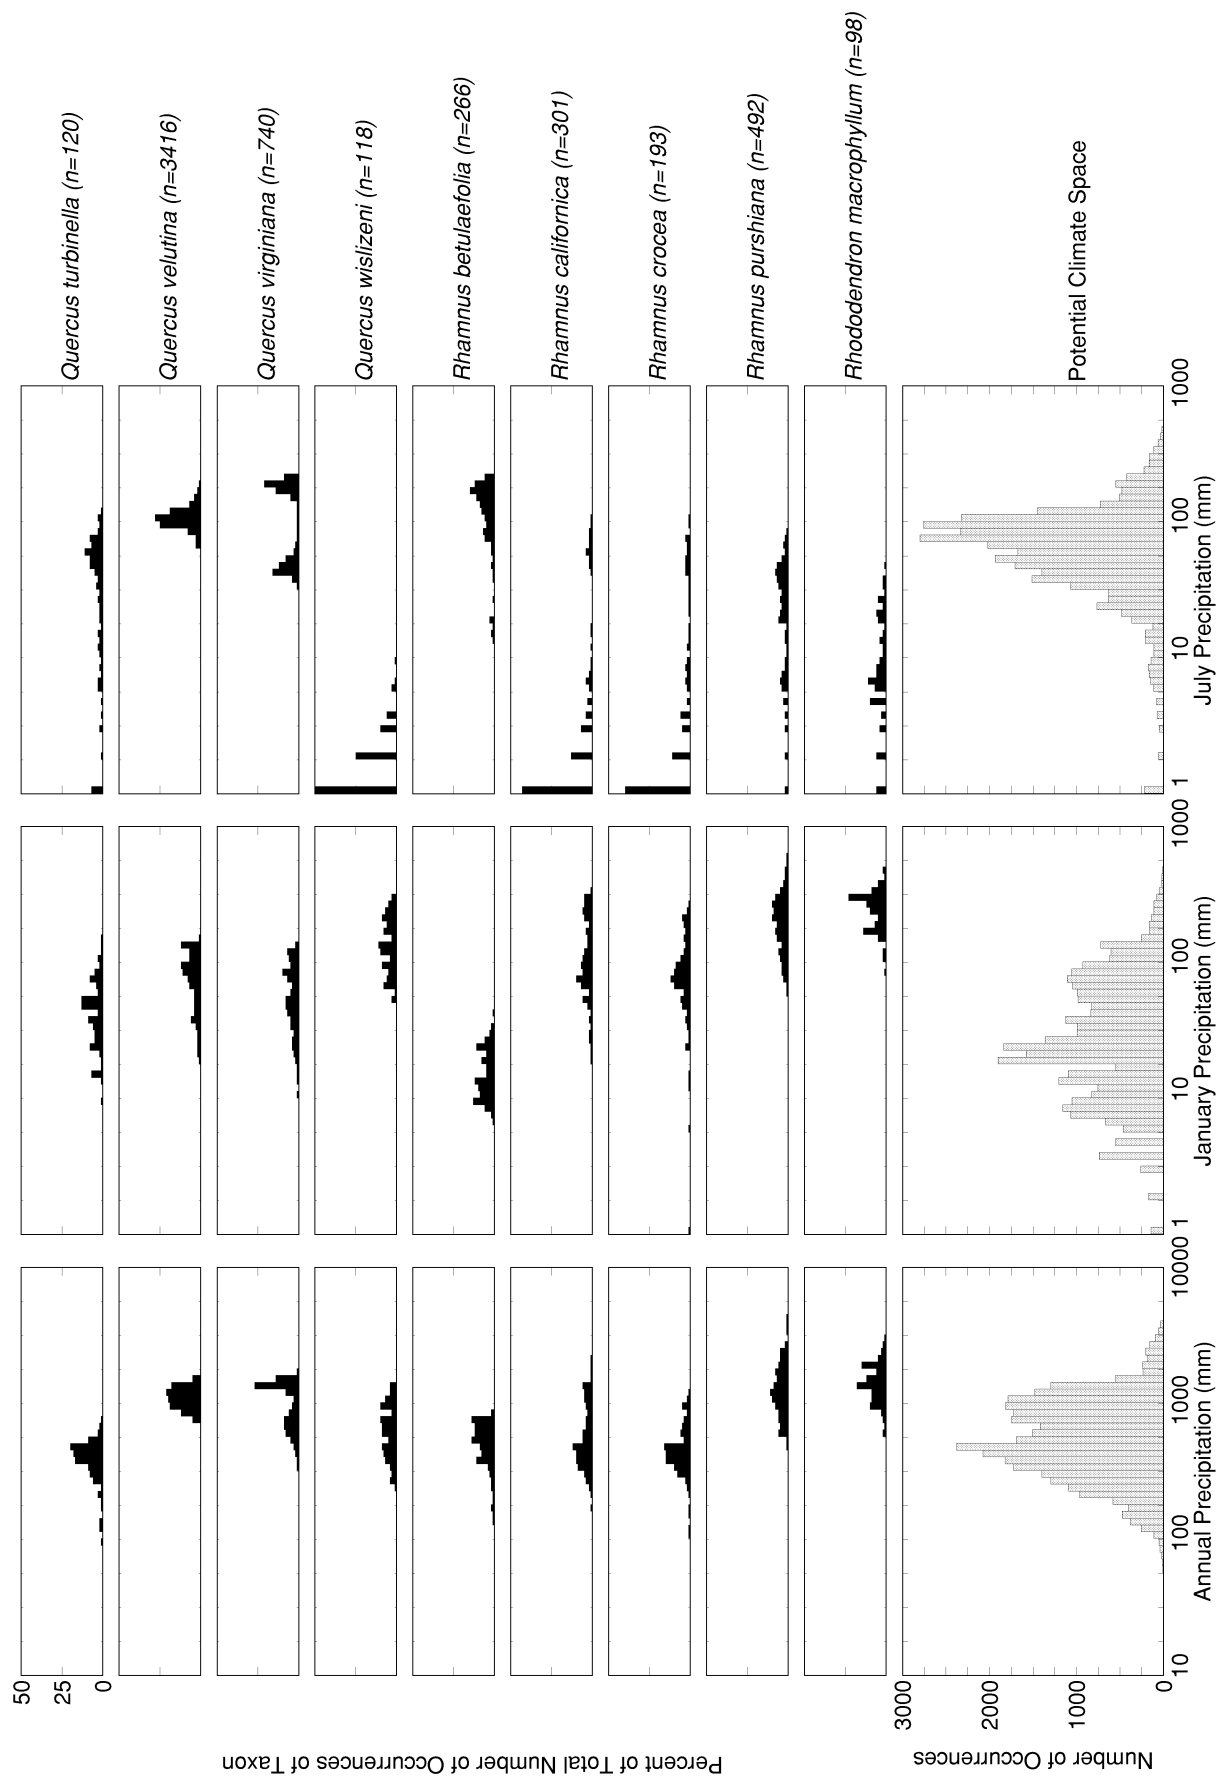 Percent of Total Number of Occurrences of Taxon
50
25
0
Quercus turbinella (n=120)
Quercus velutina (n=3416)
Quercus virginiana (n=740)
Quercus wislizeni (n=118)
Rhamnus betulaefolia (n=266)
Rhamnus californica (n=301)
Rhamnus crocea (n=193)
Rhamnus purshiana (n=492)
Rhododendron macrophyllum (n=98)
Number of Occurrences
3000
2000
1000
0
Potential Climate Space
10 100 1000 10000
1 10 100 1000
1 10 100 1000
Annual Precipitation (mm)
January Precipitation (mm)
July Precipitation (mm)